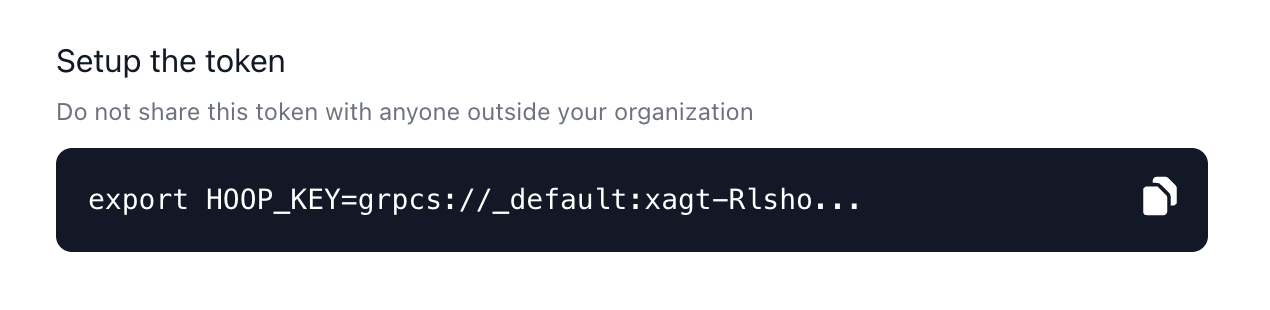 Setup the token
Do not share this token with anyone outside your organization
export HOOP_KEY=grpcs://_default:xagt-Rlsho...